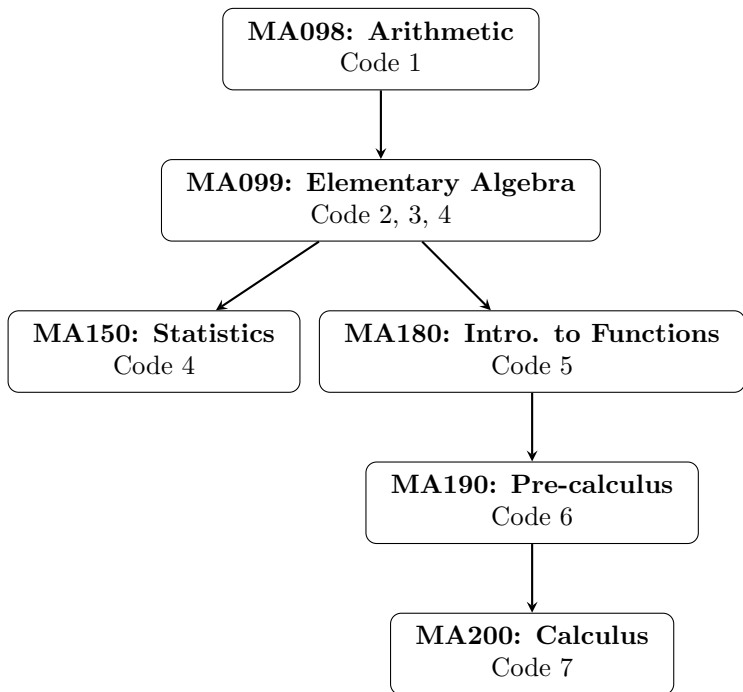 MA098: Arithmetic
Code 1
MA099: Elementary Algebra
Code 2, 3, 4
MA150: Statistics
Code 4
MA180: Intro. to Functions
Code 5
MA190: Pre-calculus
Code 6
MA200: Calculus
Code 7